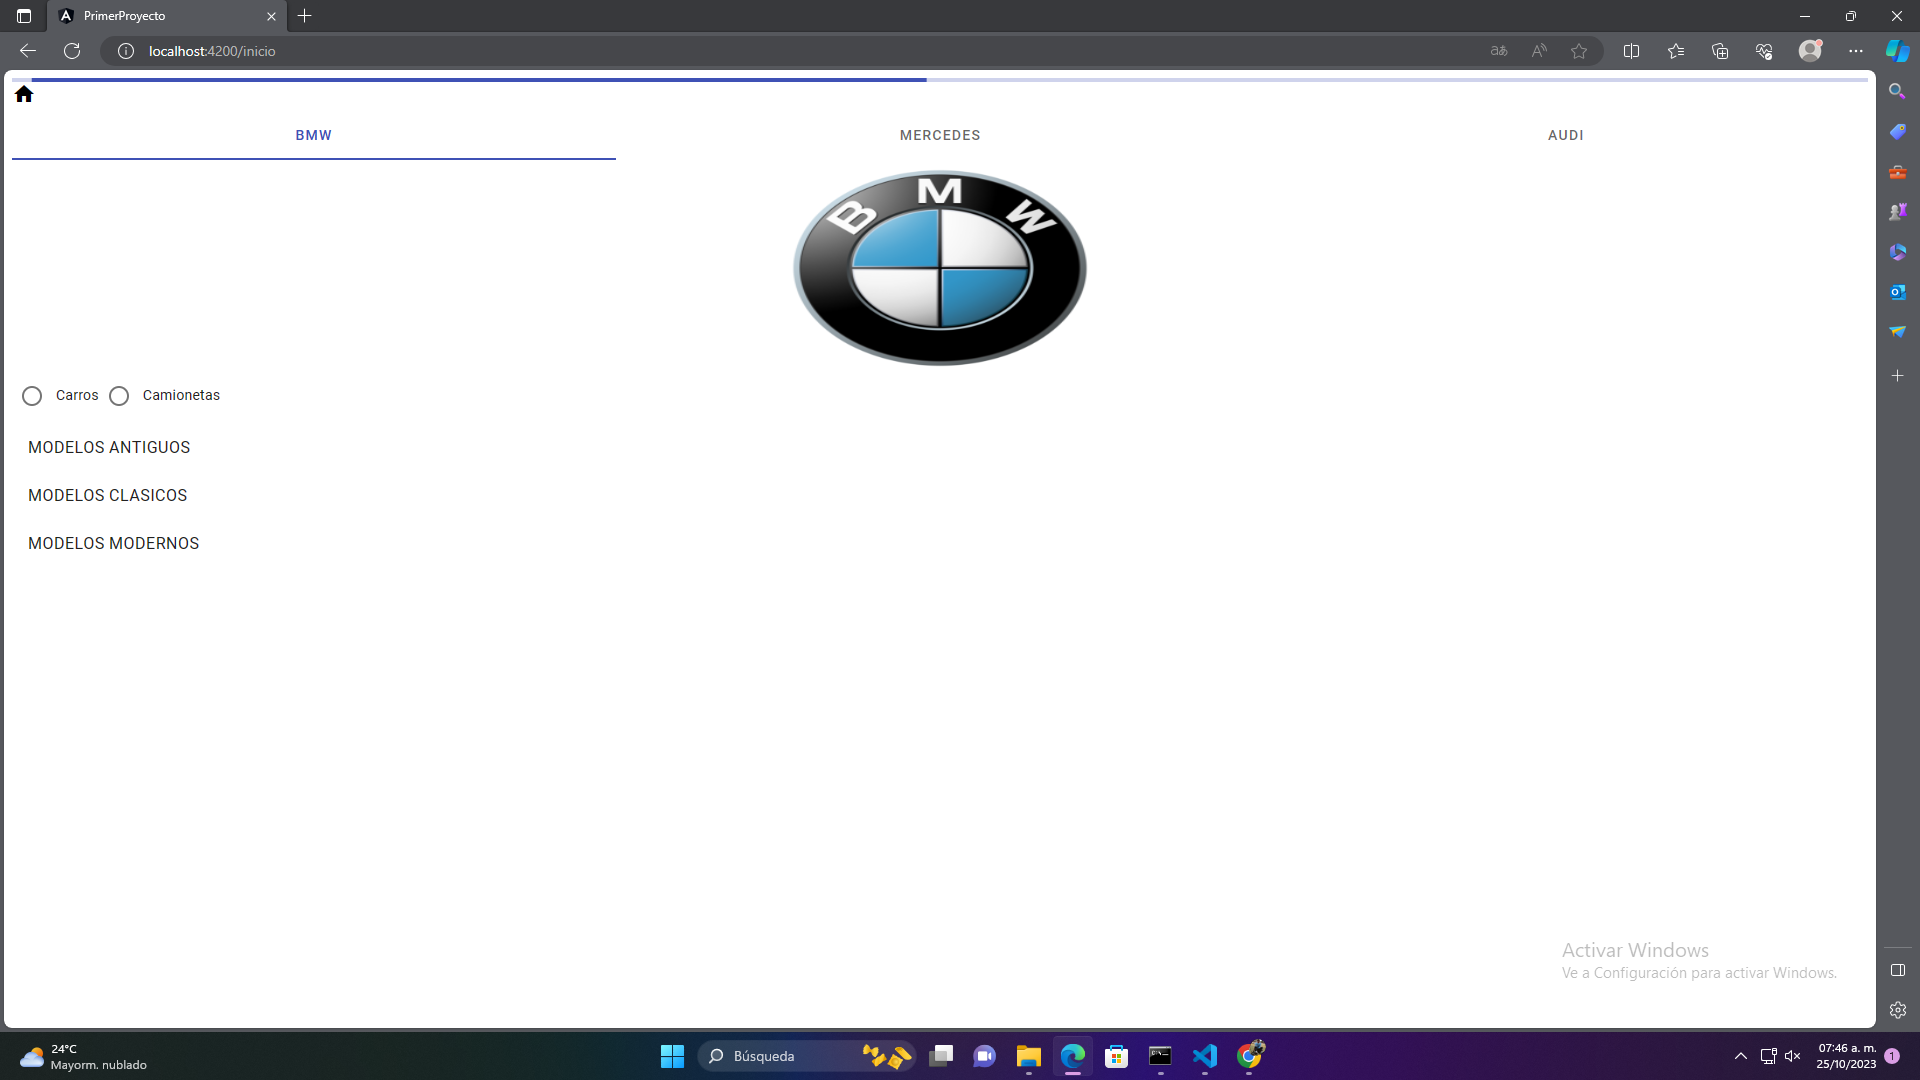 PrimerProyecto
localhost:4200/inicio
BMW
MERCEDES
AUDI
B M W
Carros
Camionetas
MODELOS ANTIGUOS
MODELOS CLASICOS
MODELOS MODERNOS
Activar Windows
Ve a Configuración para activar Windows.
24°C
Mayorm. nublado
Búsqueda
07:46 a. m.
25/10/2023
1